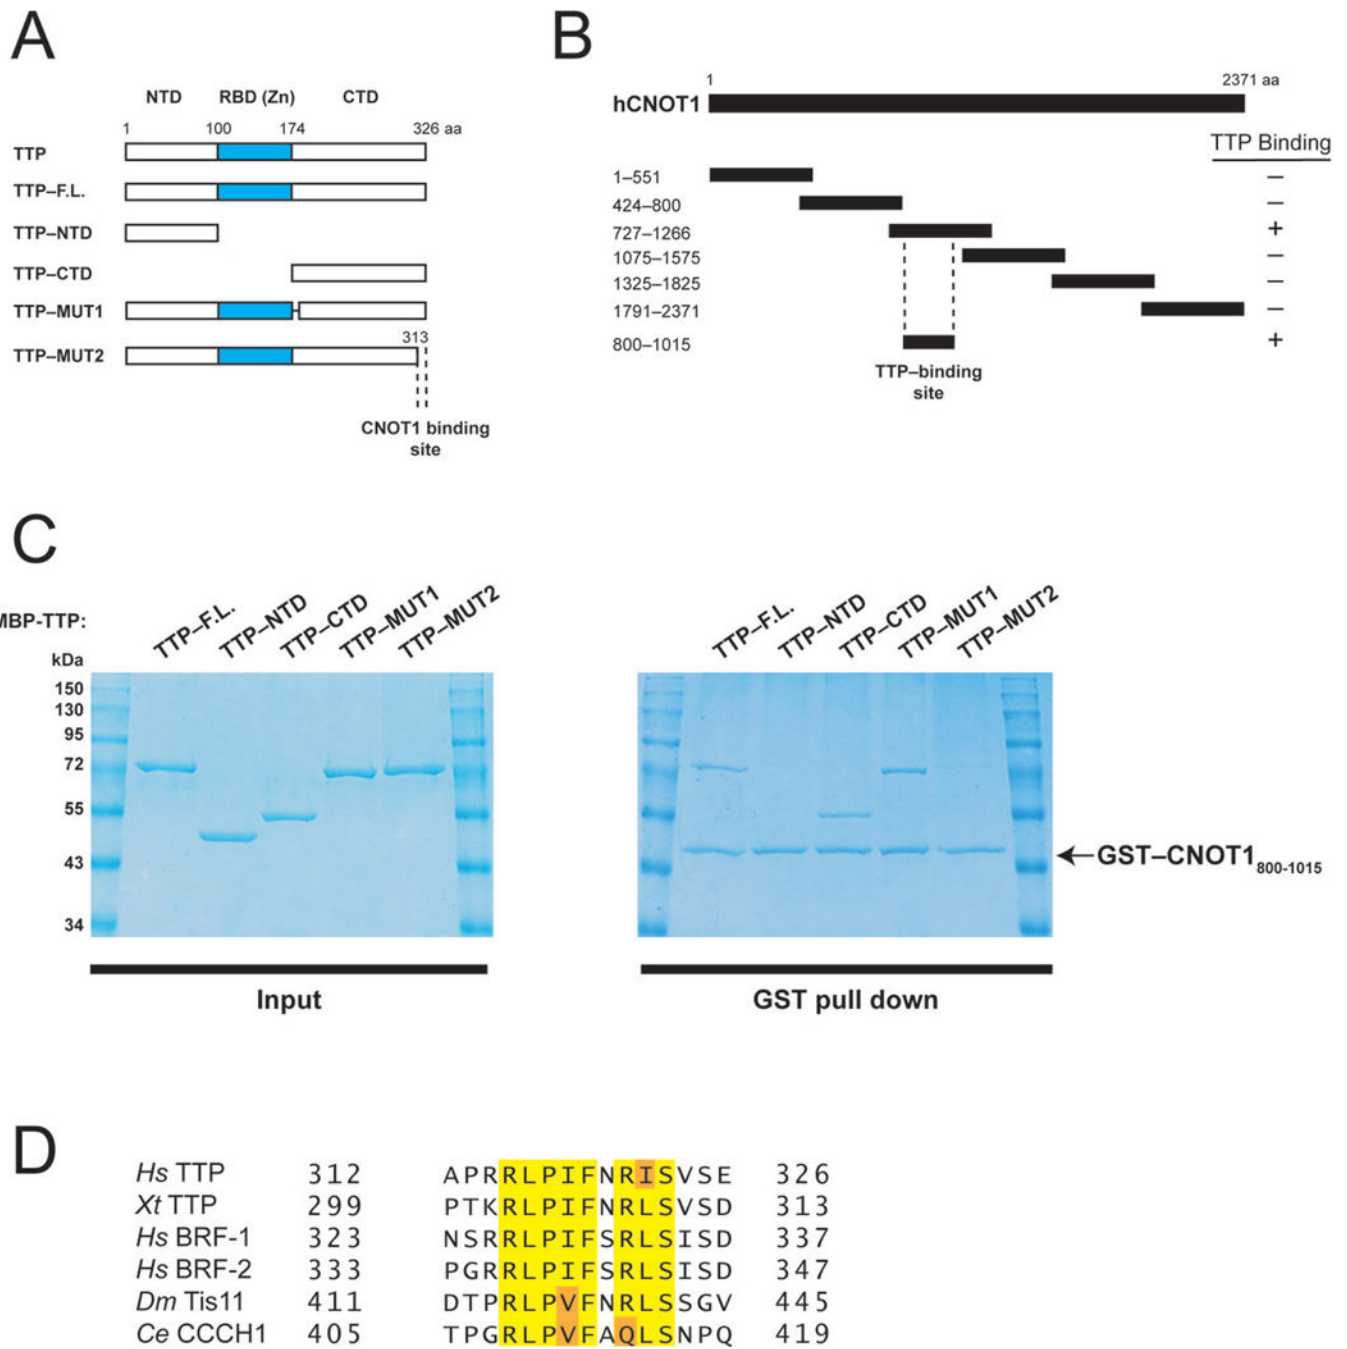 A
NTD RBD (Zn) CTD
1 100 174 326 aa
TTP
TTP–F.L.
TTP–NTD
TTP–CTD
TTP–MUT1
313
TTP–MUT2
CNOT1 binding
site
B
1 2371 aa
hCNOT1
TTP Binding
1–551 –
424–800 –
727–1266 +
1075–1575 –
1325–1825 –
1791–2371 –
800–1015 +
TTP–binding
site
C
MBP-TTP:
TTP–F.L. TTP–NTD TTP–CTD TTP–MUT1 TTP–MUT2
kDa
150
130
95
72
55
43
34
Input
TTP–F.L. TTP–NTD TTP–CTD TTP–MUT1 TTP–MUT2
GST–CNOT1 800-1015
GST pull down
D
Hs TTP 312 APRRLPIFNRISVSE 326
Xt TTP 299 PTKRLPIFNRLSVSD 313
Hs BRF-1 323 NSRRLPIFSRLSISD 337
Hs BRF-2 333 PGRRLPIFSRLSISD 347
Dm Tis11 411 DTPRLPVFNRLSSGV 445
Ce CCCH1 405 TPGRLPVFAQLSNPQ 419